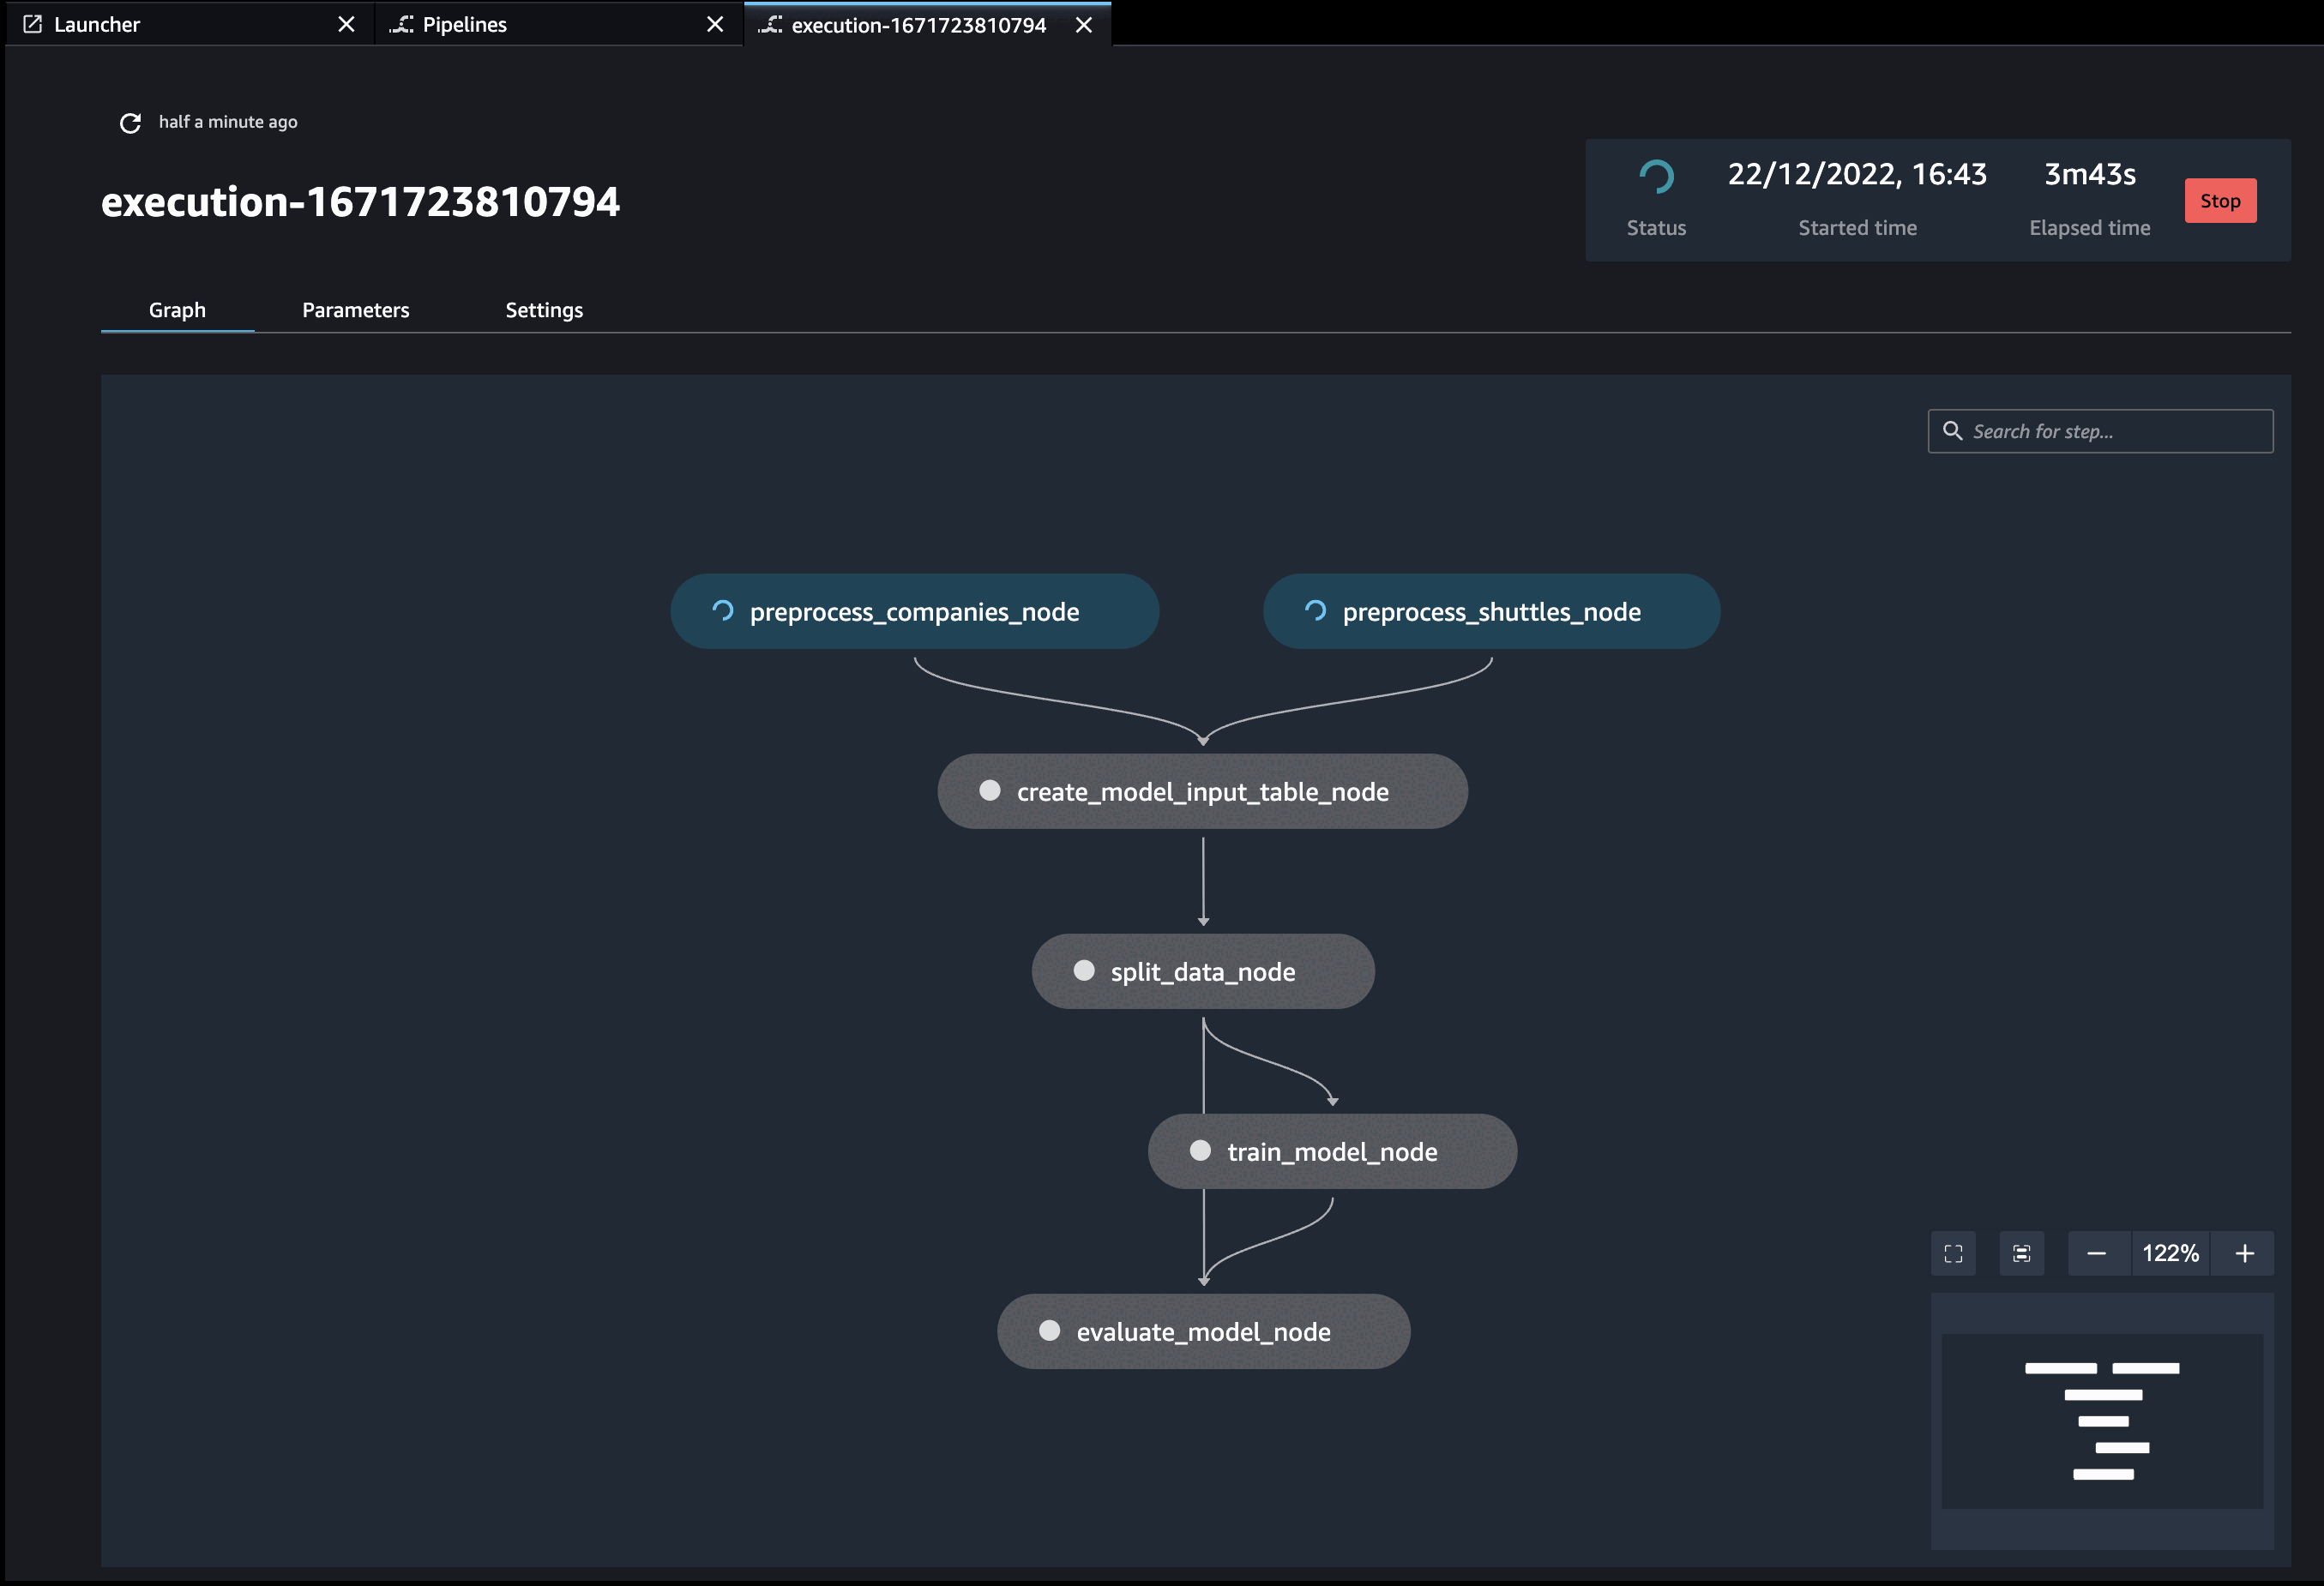 Launcher
Pipelines
execution-1671723810794
half a minute ago
execution-1671723810794
22/12/2022, 16:43
3m43s
Stop
Status
Started time
Elapsed time
Graph
Parameters
Settings
Search for step...
preprocess_companies_node
preprocess_shuttles_node
create_model_input_table_node
split_data_node
train_model_node
122%
evaluate_model_node